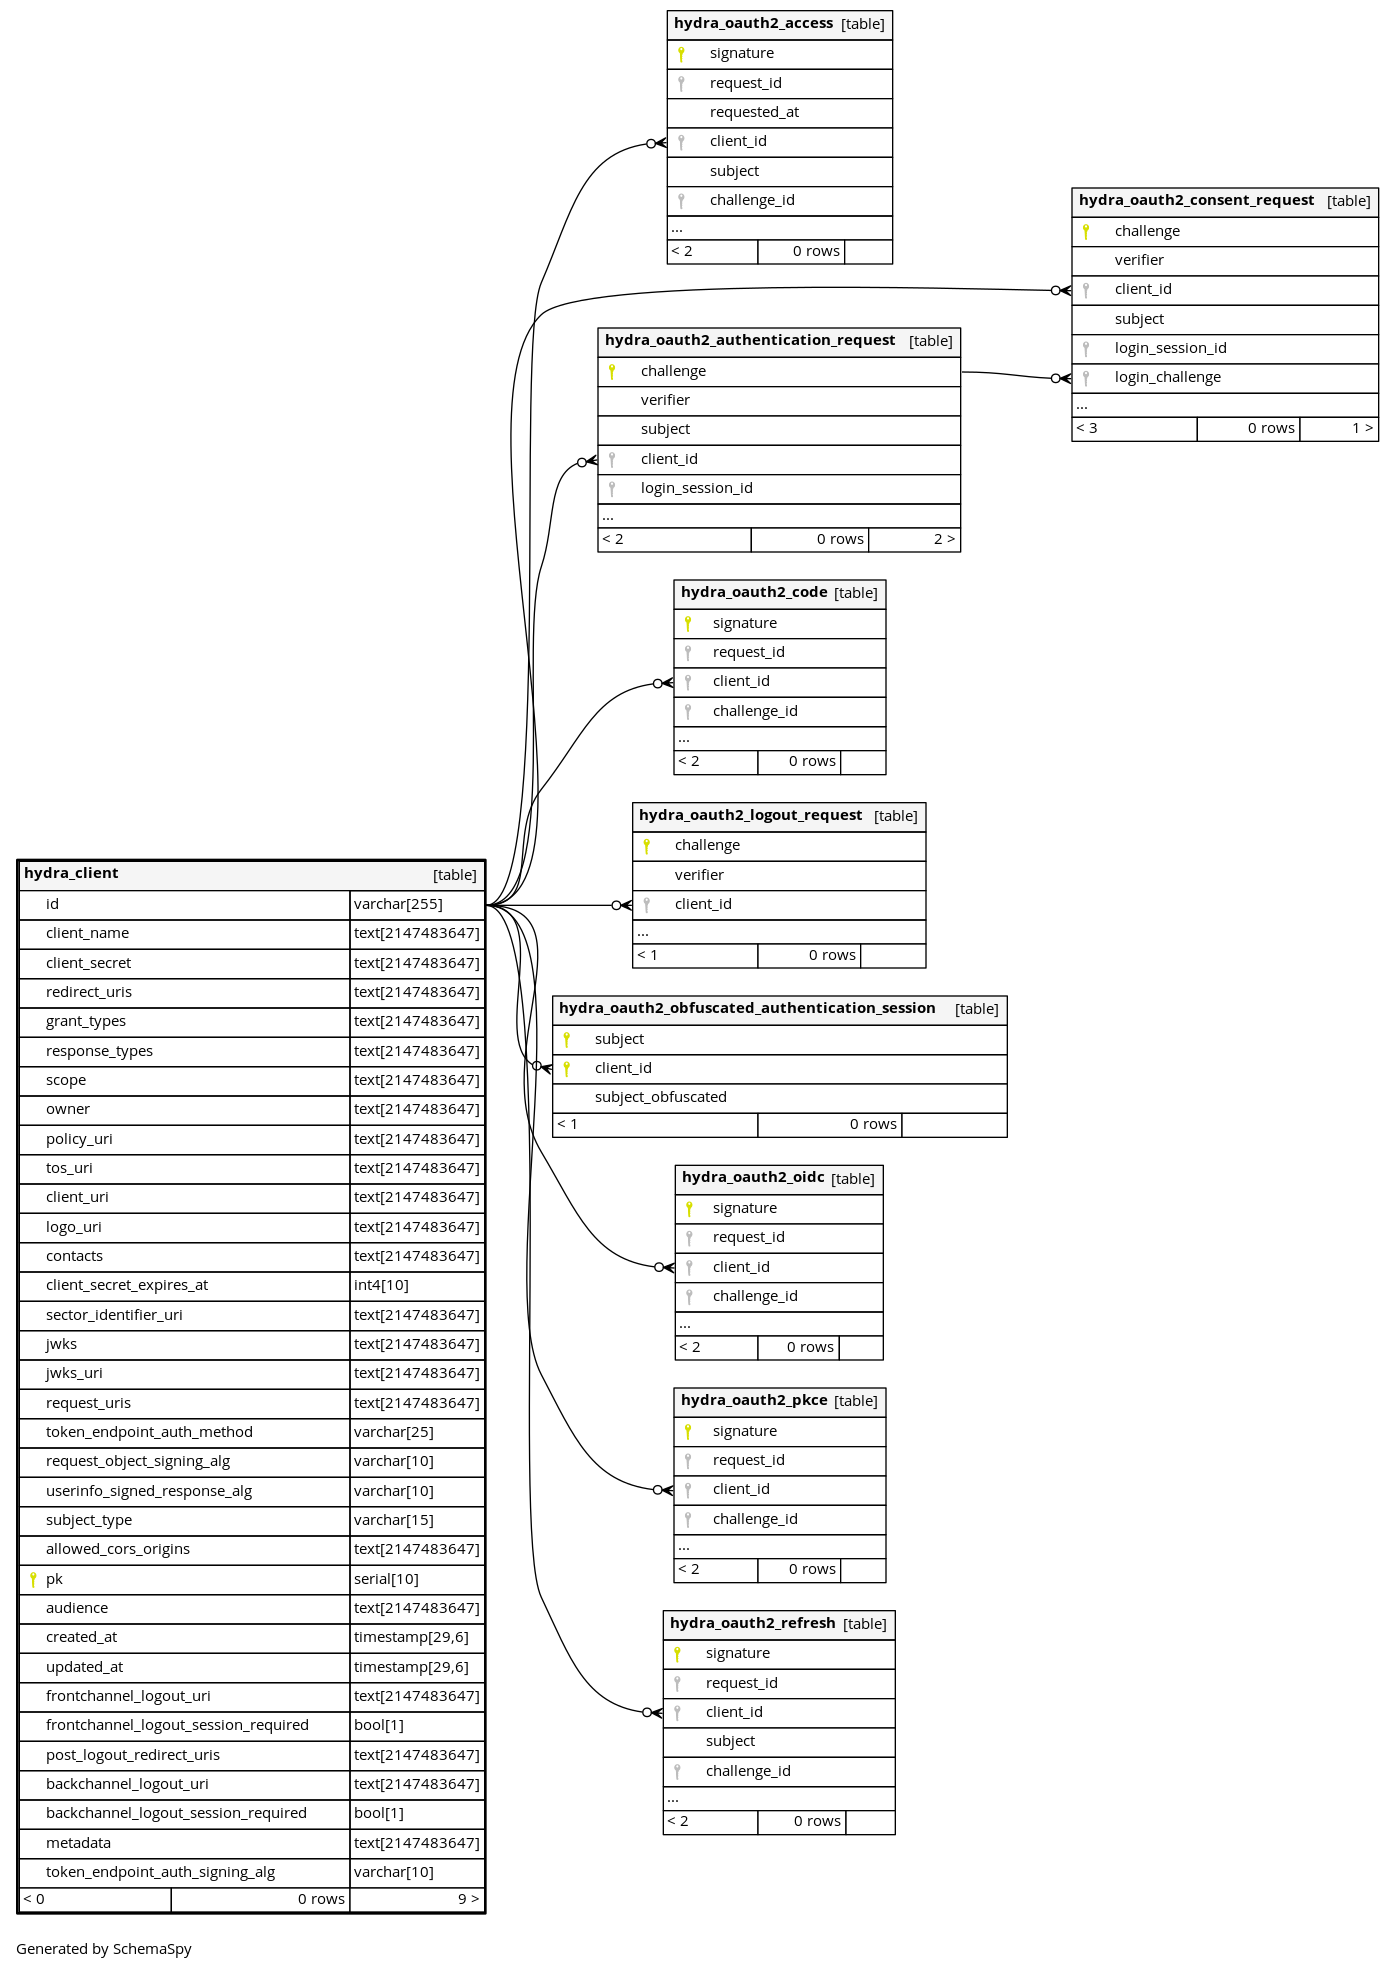 hydra_oauth2_access [table]
signature
request_id
requested_at
client_id
subject
challenge_id
...
< 2 0 rows
hydra_oauth2_consent_request [table]
challenge
verifier
client_id
subject
login_session_id
login_challenge
...
< 3 0 rows 1 >
hydra_oauth2_authentication_request [table]
challenge
verifier
subject
client_id
login_session_id
...
< 2 0 rows 2 >
hydra_oauth2_code [table]
signature
request_id
client_id
challenge_id
...
< 2 0 rows
hydra_oauth2_logout_request [table]
challenge
verifier
client_id
...
< 1 0 rows
hydra_client [table]
id varchar[255]
client_name text[2147483647]
client_secret text[2147483647]
redirect_uris text[2147483647]
grant_types text[2147483647]
response_types text[2147483647]
scope text[2147483647]
owner text[2147483647]
policy_uri text[2147483647]
tos_uri text[2147483647]
client_uri text[2147483647]
logo_uri text[2147483647]
contacts text[2147483647]
client_secret_expires_at int4[10]
sector_identifier_uri text[2147483647]
jwks text[2147483647]
jwks_uri text[2147483647]
request_uris text[2147483647]
token_endpoint_auth_method varchar[25]
request_object_signing_alg varchar[10]
userinfo_signed_response_alg varchar[10]
subject_type varchar[15]
allowed_cors_origins text[2147483647]
pk serial[10]
audience text[2147483647]
created_at timestamp[29,6]
updated_at timestamp[29,6]
frontchannel_logout_uri text[2147483647]
frontchannel_logout_session_required bool[1]
post_logout_redirect_uris text[2147483647]
backchannel_logout_uri text[2147483647]
backchannel_logout_session_required bool[1]
metadata text[2147483647]
token_endpoint_auth_signing_alg varchar[10]
< 0 0 rows 9 >
hydra_oauth2_obfuscated_authentication_session [table]
subject
client_id
subject_obfuscated
< 1 0 rows
hydra_oauth2_oidc [table]
signature
request_id
client_id
challenge_id
...
< 2 0 rows
hydra_oauth2_pkce [table]
signature
request_id
client_id
challenge_id
...
< 2 0 rows
hydra_oauth2_refresh [table]
signature
request_id
client_id
subject
challenge_id
...
< 2 0 rows
Generated by SchemaSpy